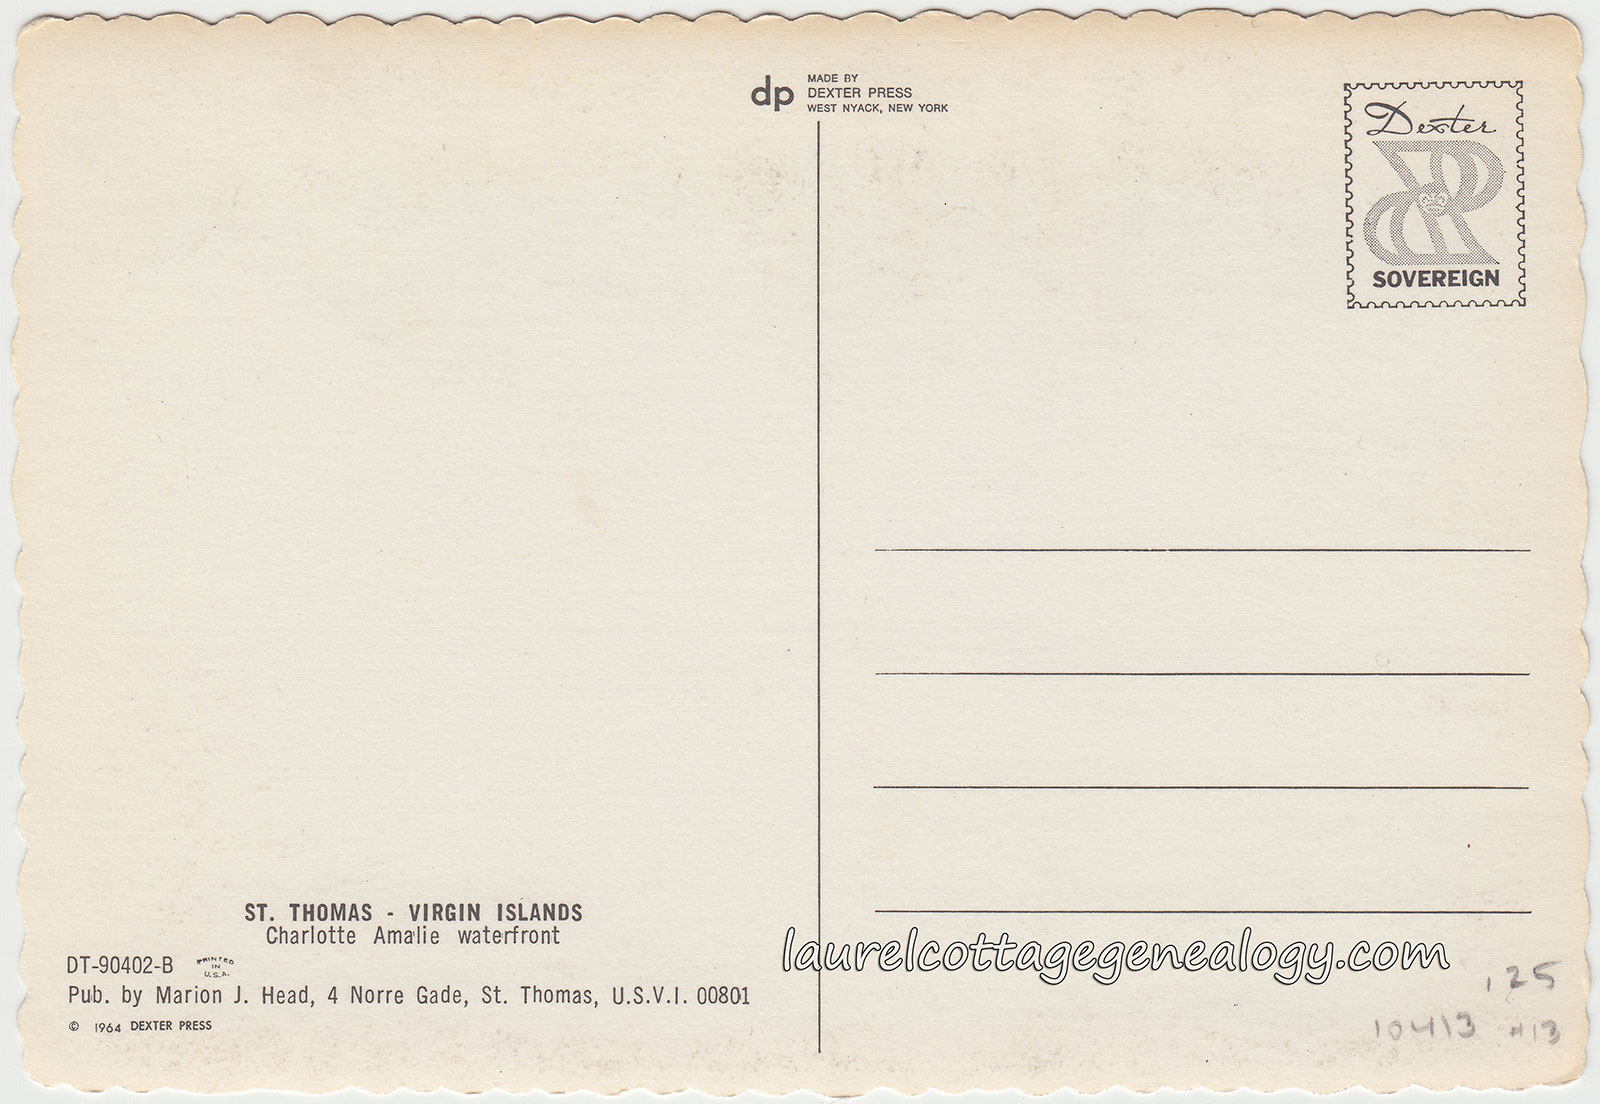 dp
MADE BY
DEXTER PRESS
WEST NYACK, NEW YORK
Dexter
SOVEREIGN
ST. THOMAS - VIRGIN ISLANDS
Charlotte Amalie waterfront
DT-90402-B
PRINTED
IN
U.S.A.
Pub. by Marion J. Head, 4 Norre Gade, St. Thomas, U.S.V.I. 00801
© 1964 DEXTER PRESS
laurelcottagegenealogy.com
.25
10413 #13